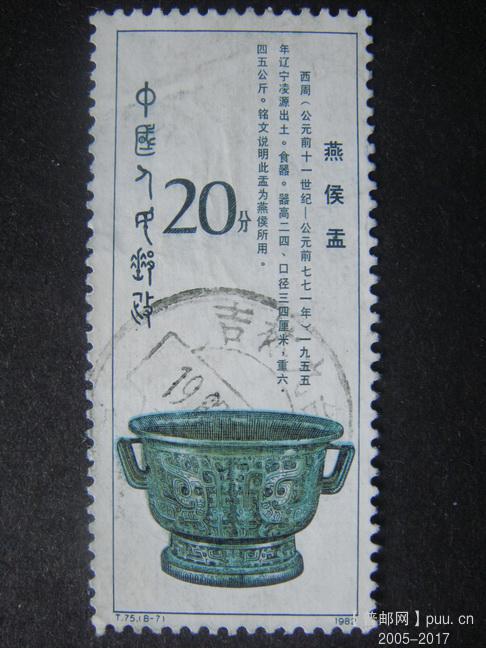 燕侯盂
西周(公元前十一世纪—公元前七七一年)，一九五五
年辽宁凌源出土。食器。器高二四、口径三四厘米，重六·
四五公斤。铭文说明此盂为燕侯所用。
20分
中国人民邮政
吉林
19
T.75.(8-7)
1982
邮网】puu.cn
2005-2017